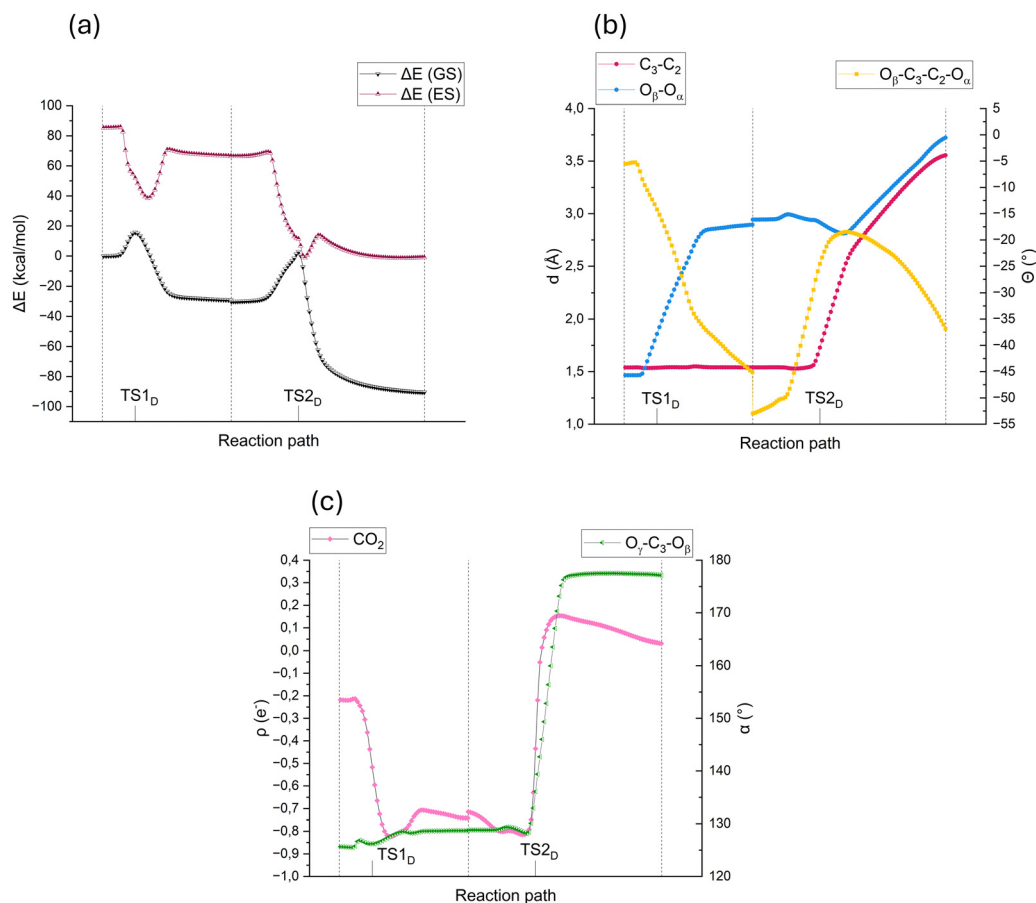 (a)
ΔE (GS)
ΔE (ES)
100
80
60
40
20
0
−20
−40
−60
−80
−100
ΔE (kcal/mol)
TS1D
TS2D
Reaction path
(b)
C3-C2
Oβ-Oα
Oβ-C3-C2-Oα
4,0
3,5
3,0
2,5
2,0
1,5
1,0
d (Å)
5
0
−5
−10
−15
−20
−25
−30
−35
−40
−45
−50
−55
Θ (°)
TS1D
TS2D
Reaction path
(c)
CO2
Oγ-C3-Oβ
0,4
0,3
0,2
0,1
0,0
-0,1
-0,2
-0,3
-0,4
-0,5
-0,6
-0,7
-0,8
-0,9
-1,0
ρ (e-)
180
170
160
150
140
130
120
α (°)
TS1D
TS2D
Reaction path